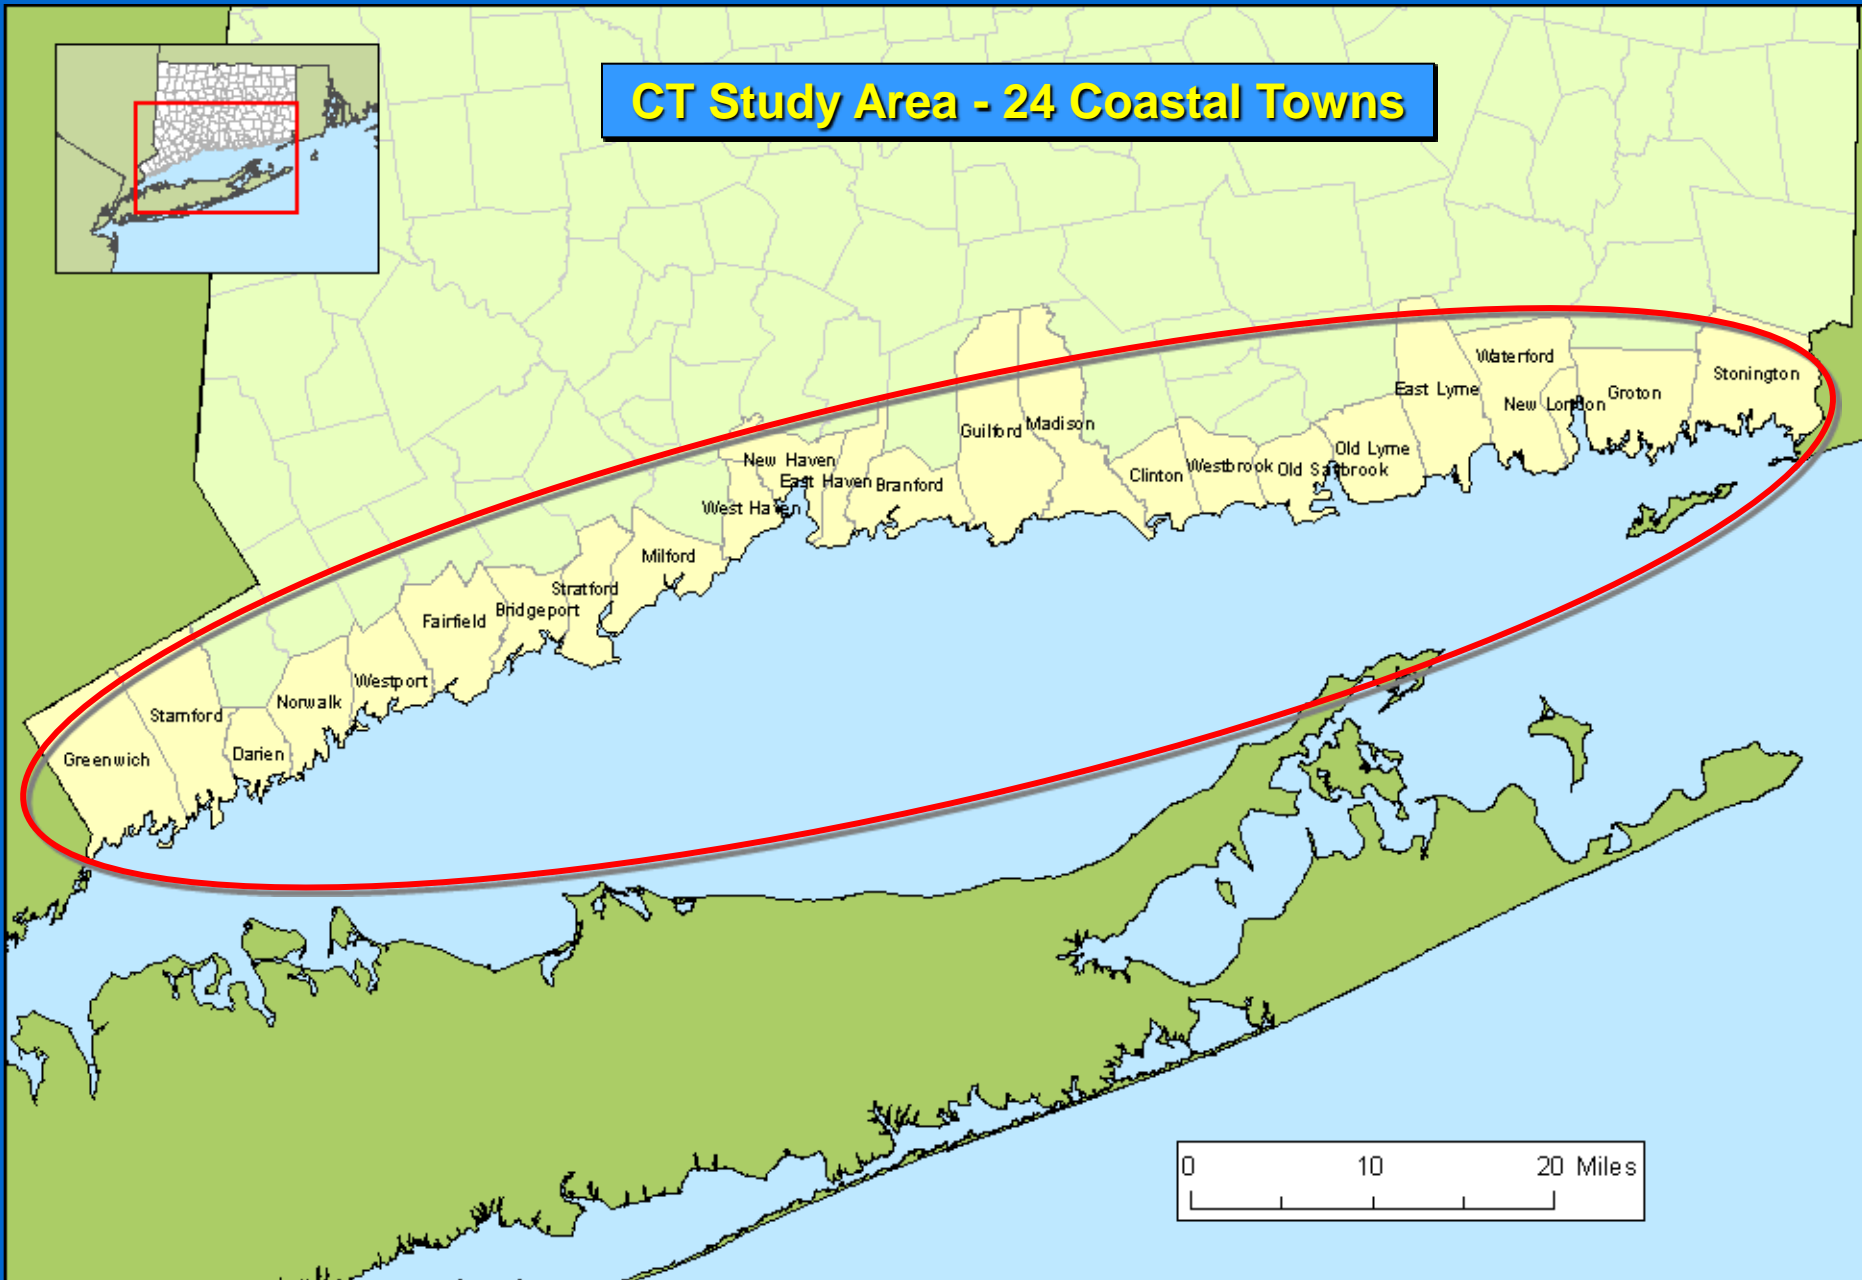 CT Study Area - 24 Coastal Towns
Waterford
Stonington
East Lyme
Groton
New London
Guilford
Madison
Old Lyme
New Haven
Westbrook
Old Saybrook
Clinton
East Haven
Branford
West Haven
Milford
Stratford
Bridgeport
Fairfield
Westport
Norwalk
Stamford
Darien
Greenwich
0 10 20 Miles